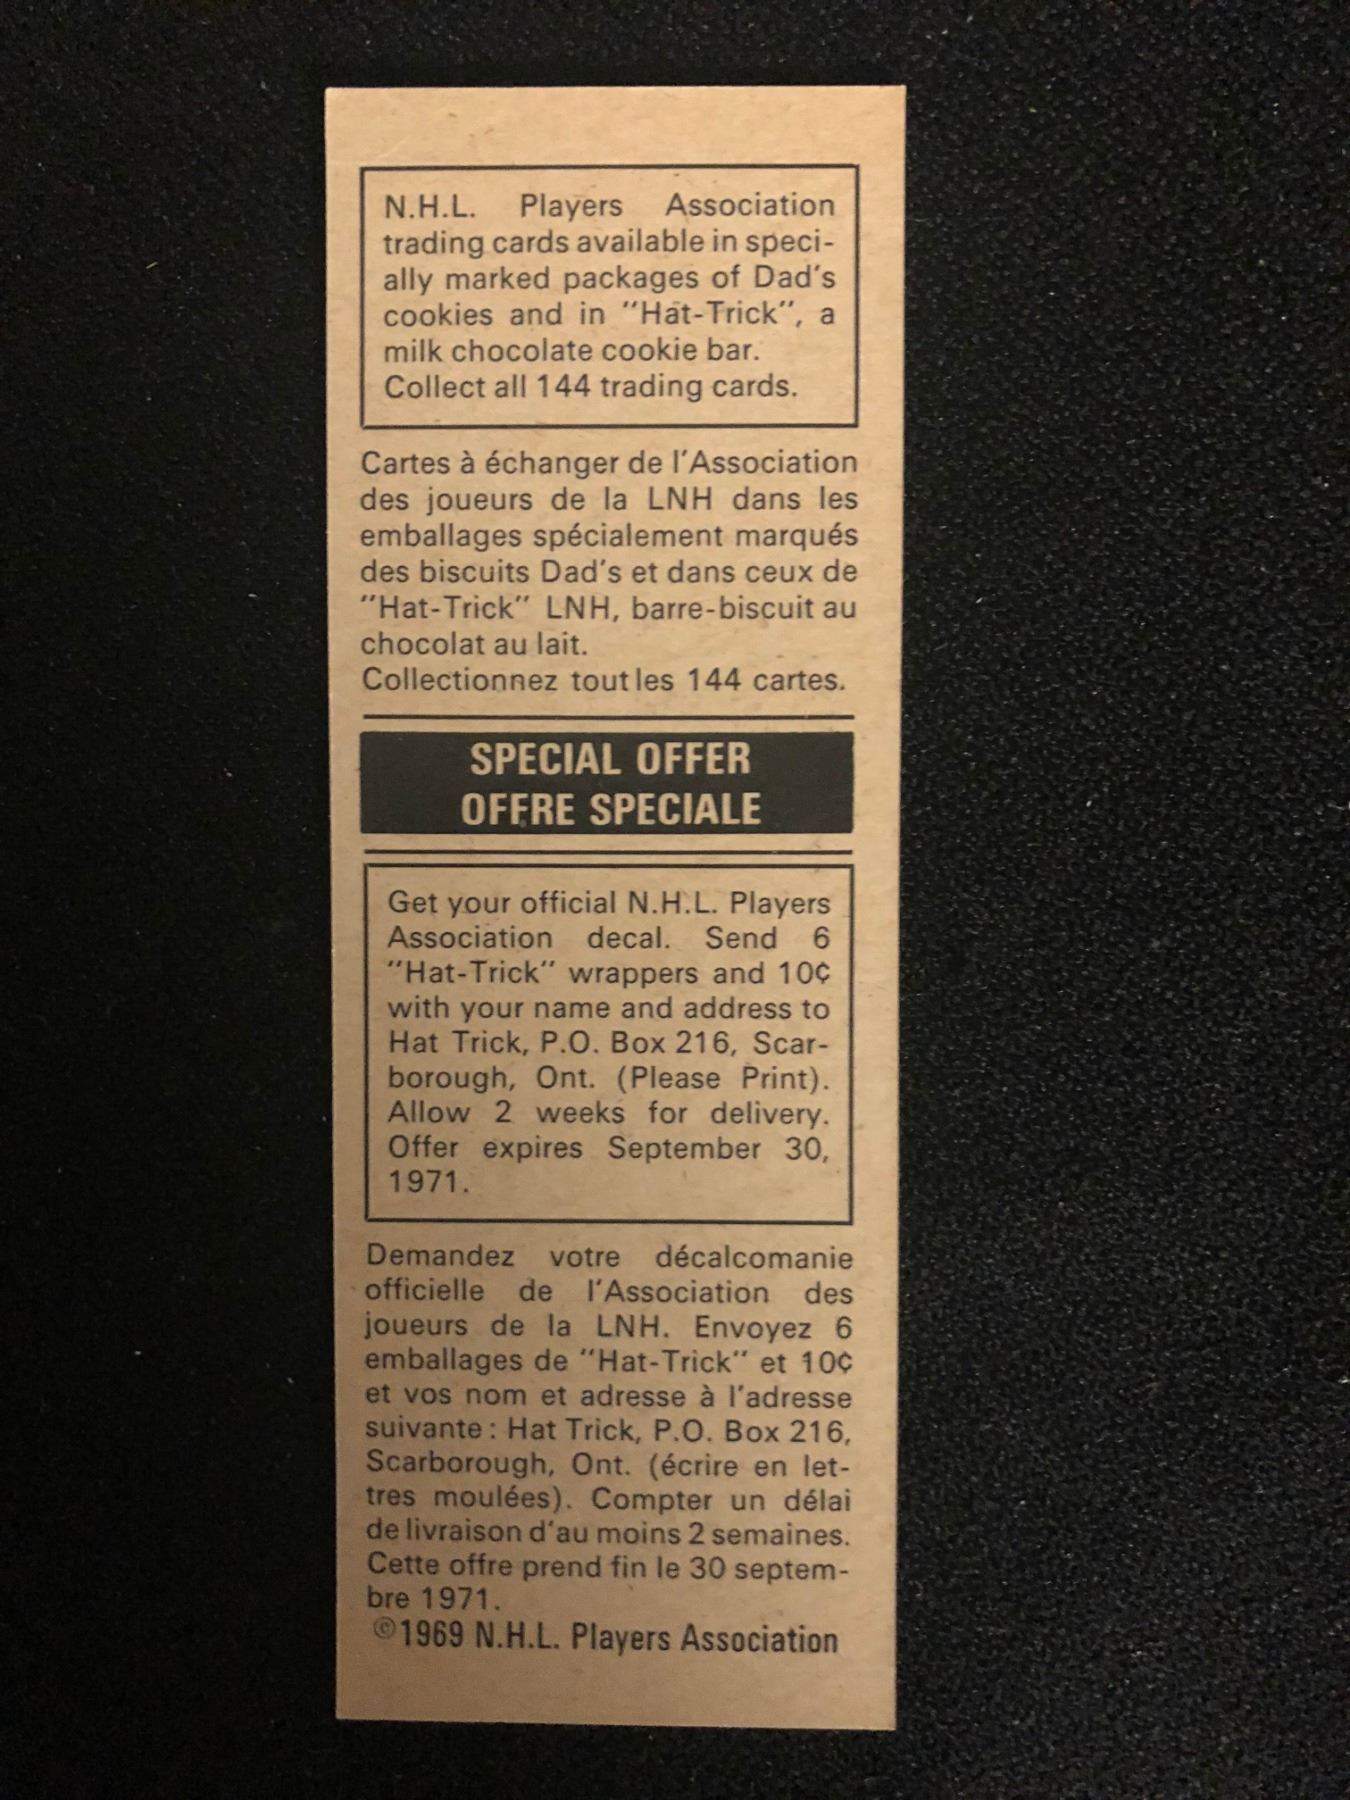 N.H.L. Players Association
trading cards available in speci-
ally marked packages of Dad's
cookies and in "Hat-Trick", a
milk chocolate cookie bar.
Collect all 144 trading cards.
Cartes à échanger de l'Association
des joueurs de la LNH dans les
emballages spécialement marqués
des biscuits Dad's et dans ceux de
"Hat-Trick" LNH, barre-biscuit au
chocolat au lait.
Collectionnez tout les 144 cartes.
SPECIAL OFFER
OFFRE SPECIALE
Get your official N.H.L. Players
Association decal. Send 6
"Hat-Trick" wrappers and 10¢
with your name and address to
Hat Trick, P.O. Box 216, Scar-
borough, Ont. (Please Print).
Allow 2 weeks for delivery.
Offer expires September 30,
1971.
Demandez votre décalcomanie
officielle de l'Association des
joueurs de la LNH. Envoyez 6
emballages de "Hat-Trick" et 10¢
et vos nom et adresse à l'adresse
suivante : Hat Trick, P.O. Box 216,
Scarborough, Ont. (écrire en let-
tres moulées). Compter un délai
de livraison d'au moins 2 semaines.
Cette offre prend fin le 30 septem-
bre 1971.
©1969 N.H.L. Players Association